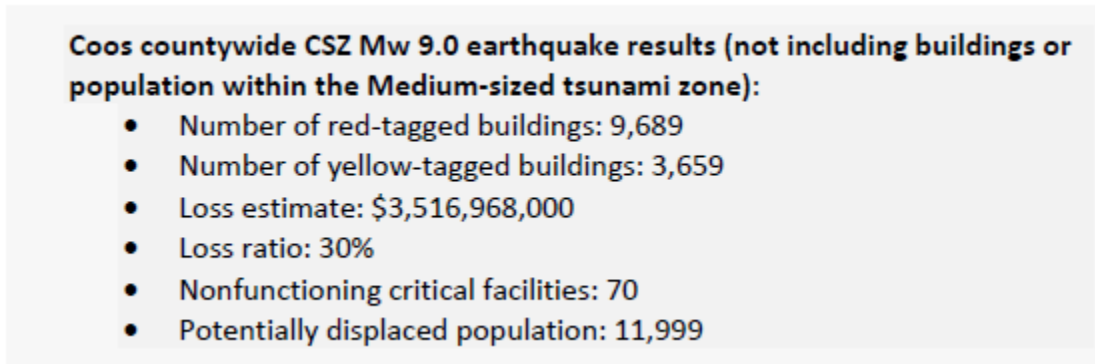 Coos countywide CSZ Mw 9.0 earthquake results (not including buildings or
population within the Medium-sized tsunami zone):
• Number of red-tagged buildings: 9,689
• Number of yellow-tagged buildings: 3,659
• Loss estimate: $3,516,968,000
• Loss ratio: 30%
• Nonfunctioning critical facilities: 70
• Potentially displaced population: 11,999